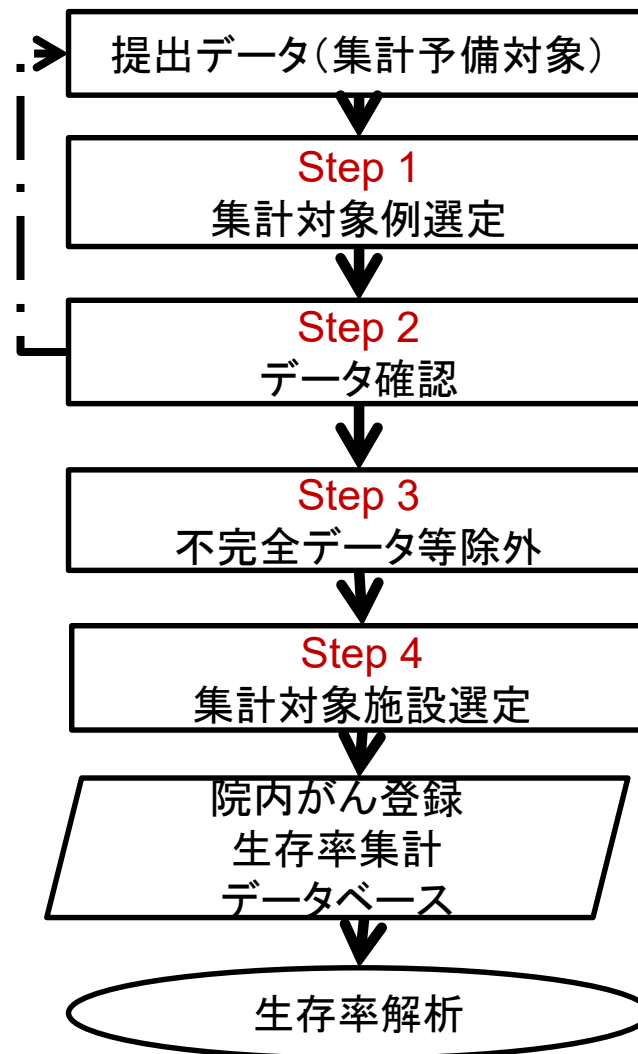 提出データ（集計予備対象）
Step 1
集計対象例選定
Step 2
データ確認
Step 3
不完全データ等除外
Step 4
集計対象施設選定
院内がん登録
生存率集計
データベース
生存率解析